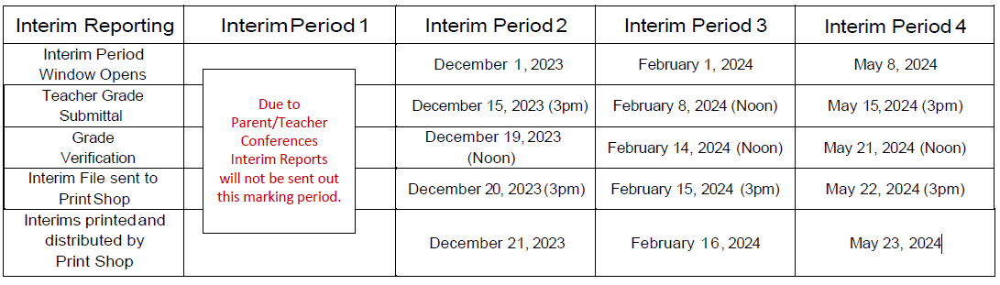 Interim Reporting Interim Period 1 Interim Period 2 Interim Period 3 Interim Period 4
Interim Period
Window Opens
December 1, 2023 February 1, 2024 May 8, 2024
Due to
Parent/Teacher
Conferences
Interim Reports
will not be sent out
this marking period.
Teacher Grade
Submittal
December 15, 2023 (3pm) February 8, 2024 (Noon) May 15, 2024 (3pm)
Grade
Verification
December 19, 2023
(Noon)
February 14, 2024 (Noon) May 21, 2024 (Noon)
Interim File sent to
Print Shop
December 20, 2023 (3pm) February 15, 2024 (3pm) May 22, 2024 (3pm)
Interims printed and
distributed by
Print Shop
December 21, 2023 February 16, 2024 May 23, 2024